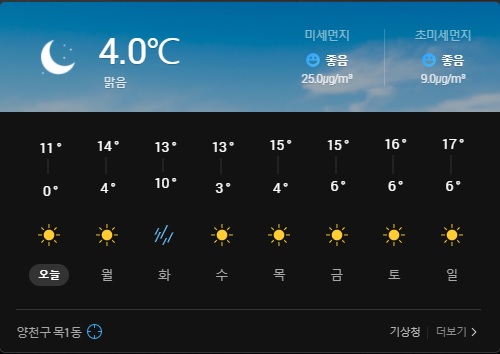 4.0℃
맑음
미세먼지
좋음
25.0㎍/m³
초미세먼지
좋음
9.0㎍/m³
11° 14° 13° 13° 15° 15° 16° 17°
0° 4° 10° 3° 4° 6° 6° 6°
오늘 월 화 수 목 금 토 일
양천구 목1동
기상청 더보기